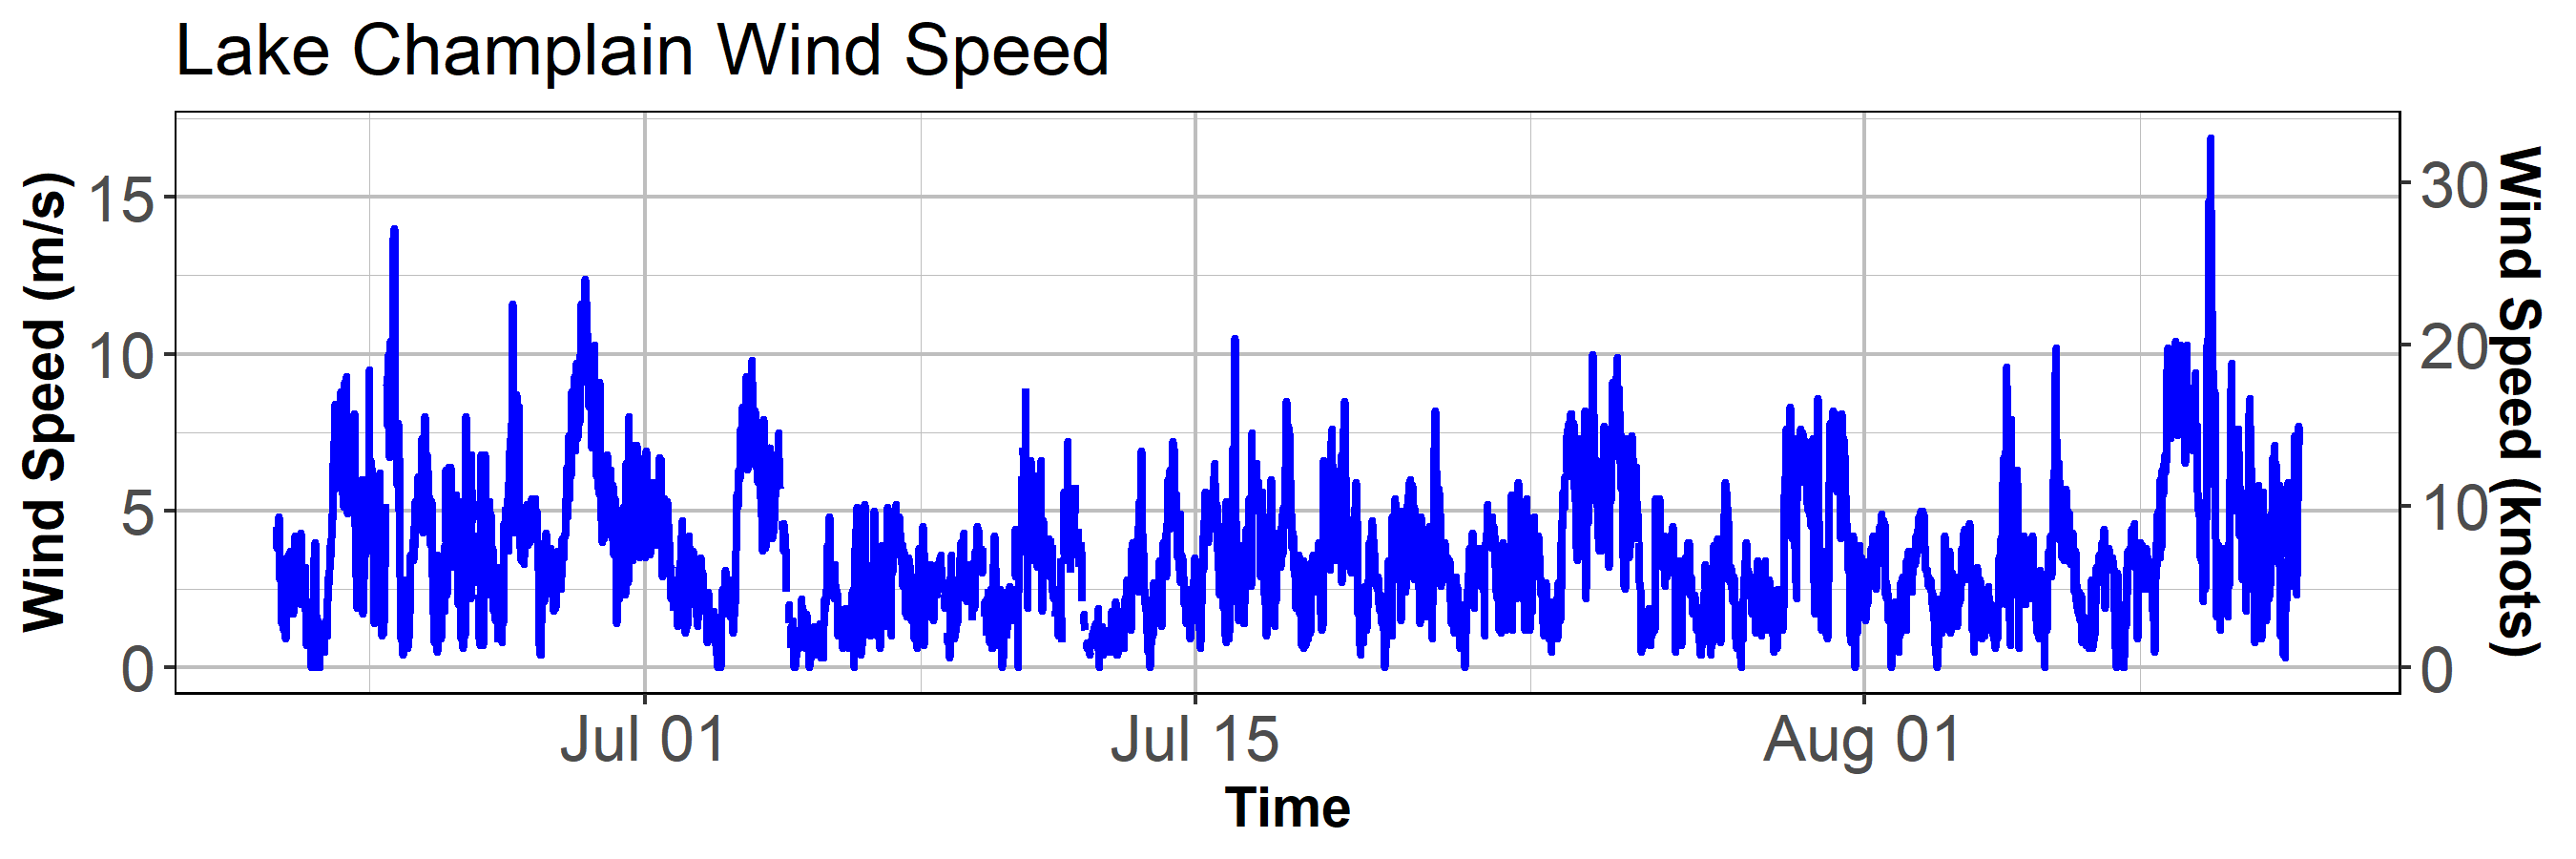 Lake Champlain Wind Speed
Wind Speed (m/s)
15
10
5
0
30
20
10
0
Wind Speed (knots)
Jul 01
Jul 15
Aug 01
Time